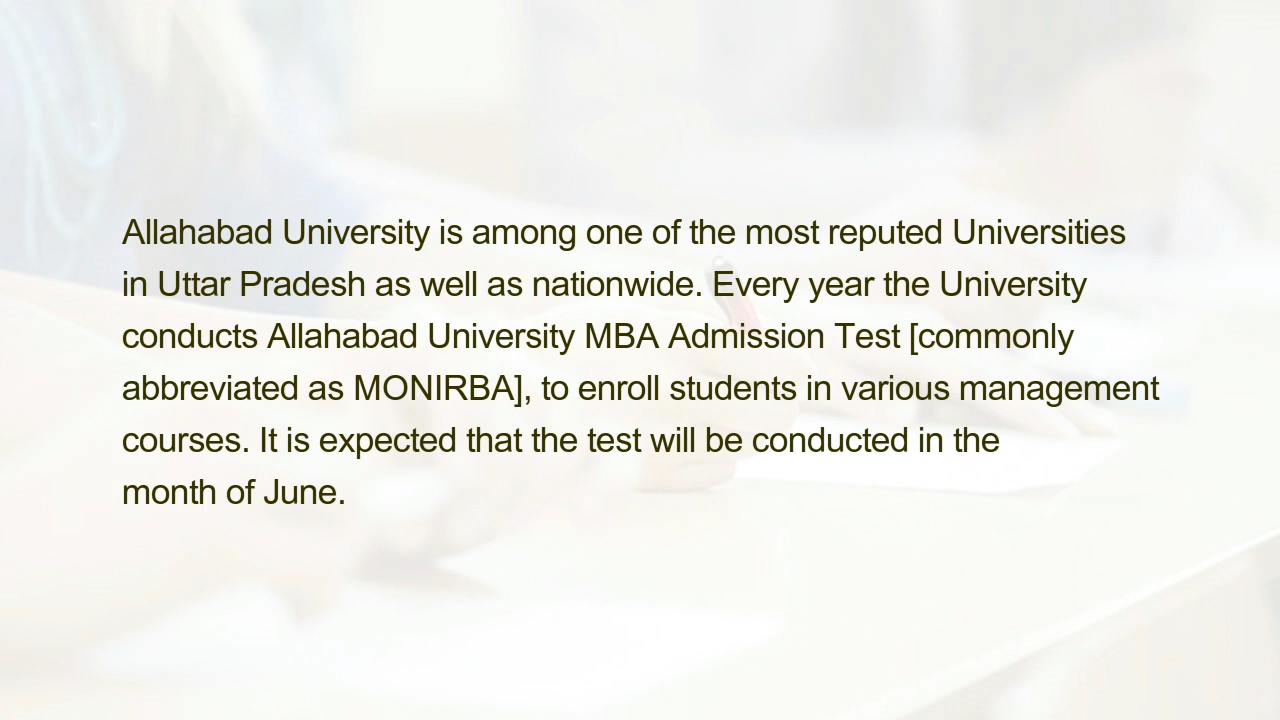 Allahabad University is among one of the most reputed Universities
in Uttar Pradesh as well as nationwide. Every year the University
conducts Allahabad University MBA Admission Test [commonly
abbreviated as MONIRBA], to enroll students in various management
courses. It is expected that the test will be conducted in the
month of June.